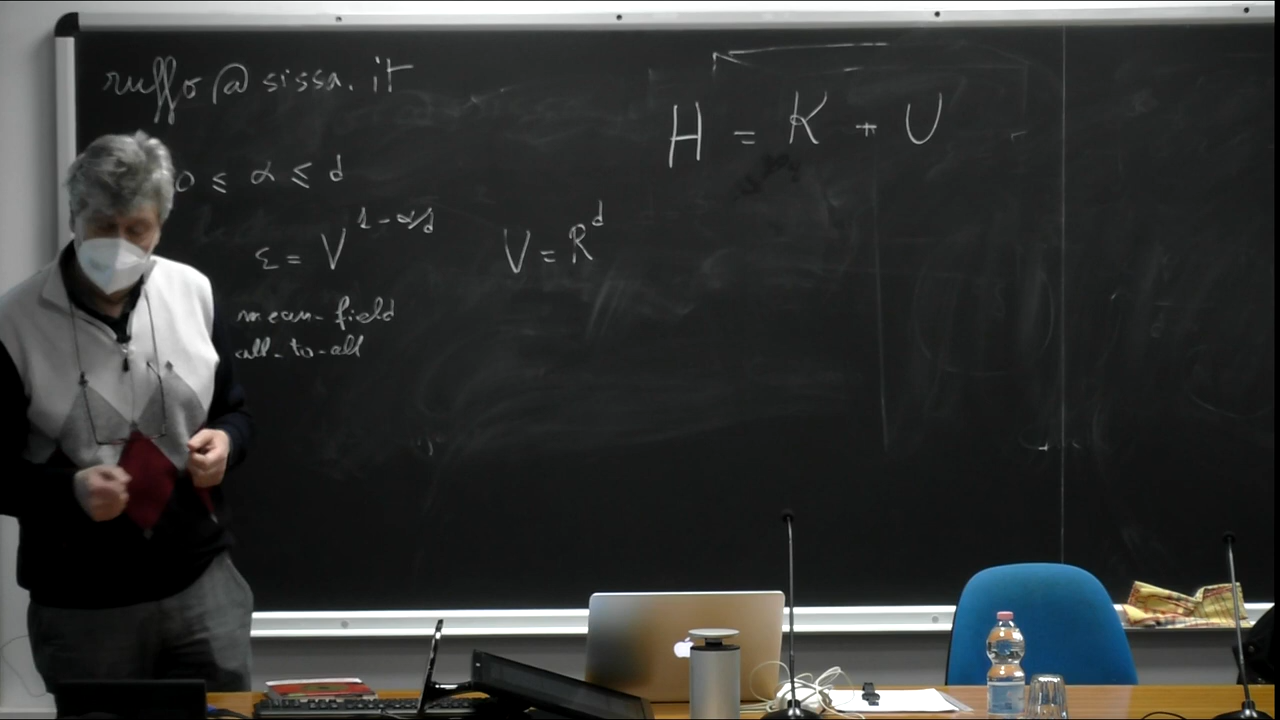 ruffo@sissa.it
H = K + U
0 ≤ α ≤ d
ε = V^{1-α/d}
V = R^d
mean-field
all-to-all